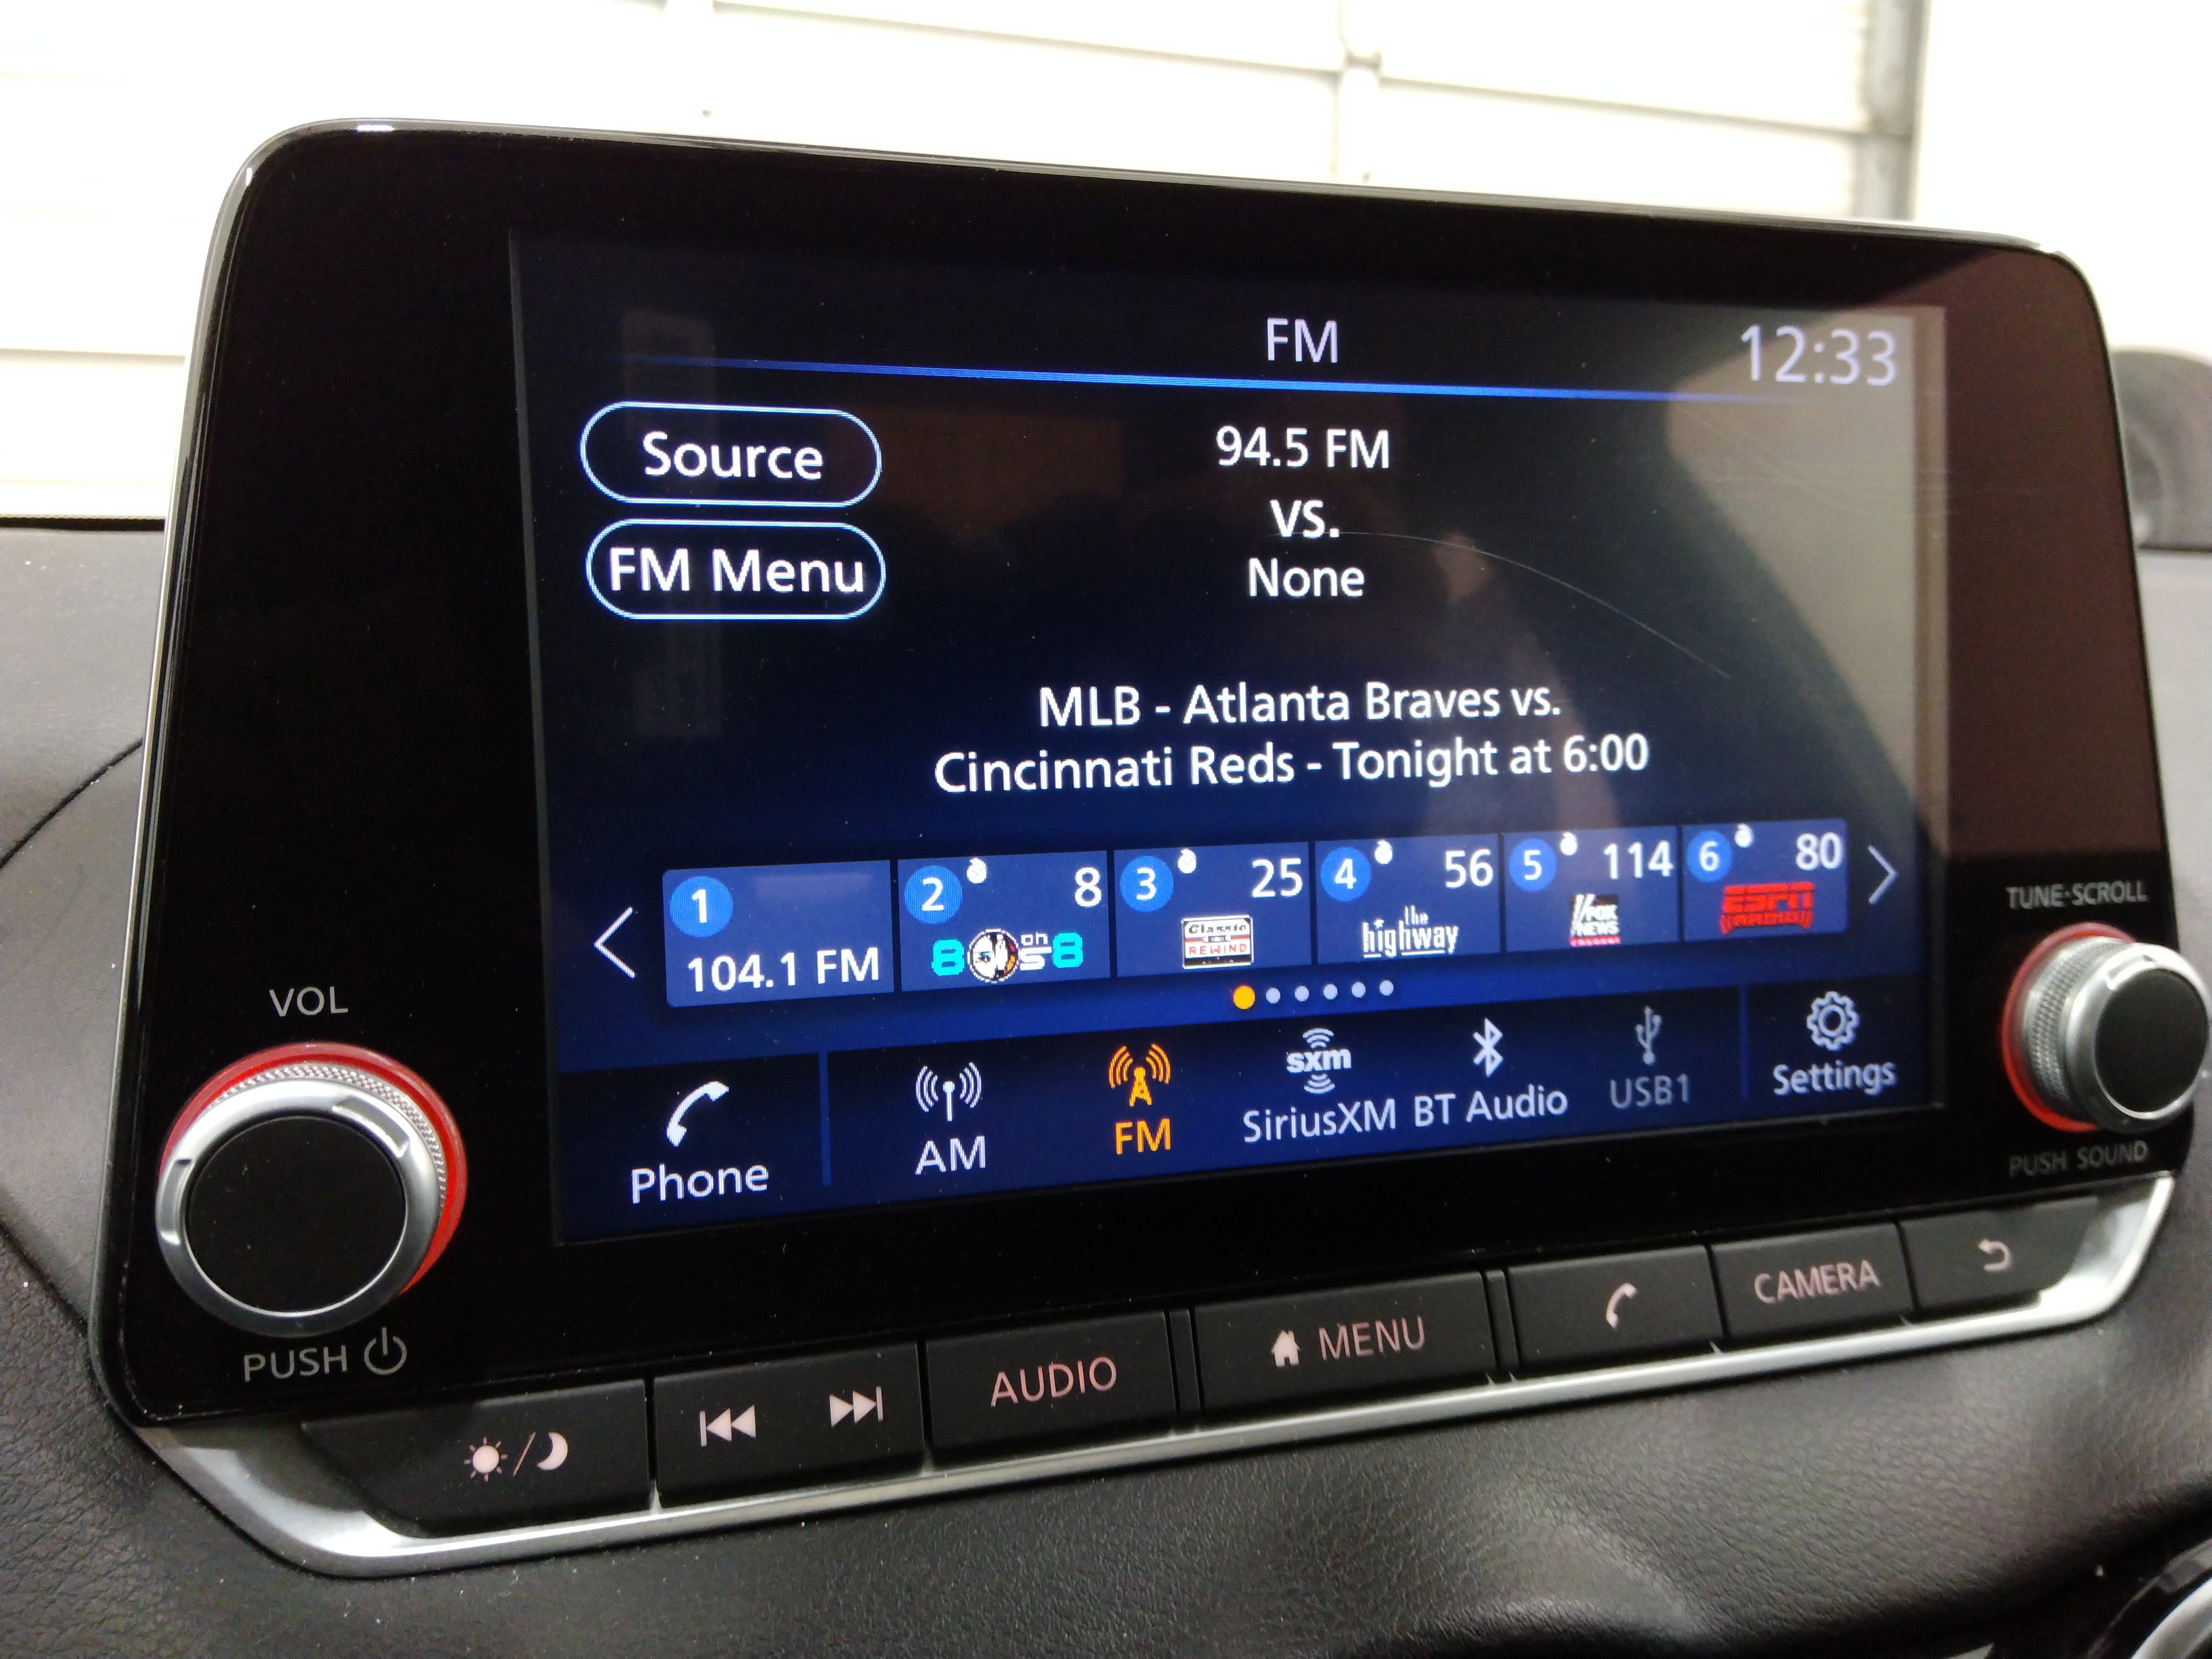 FM
12:33
Source
94.5 FM
VS.
FM Menu
None
MLB - Atlanta Braves vs.
Cincinnati Reds - Tonight at 6:00
1
104.1 FM
2
8
8 on 8
3
25
Classic
REWIND
4
56
the
highway
5
114
FOX
NEWS
6
80
ESPN
TUNE·SCROLL
VOL
Phone
AM
FM
sxm
SiriusXM
BT Audio
USB1
Settings
PUSH SOUND
PUSH
AUDIO
MENU
CAMERA